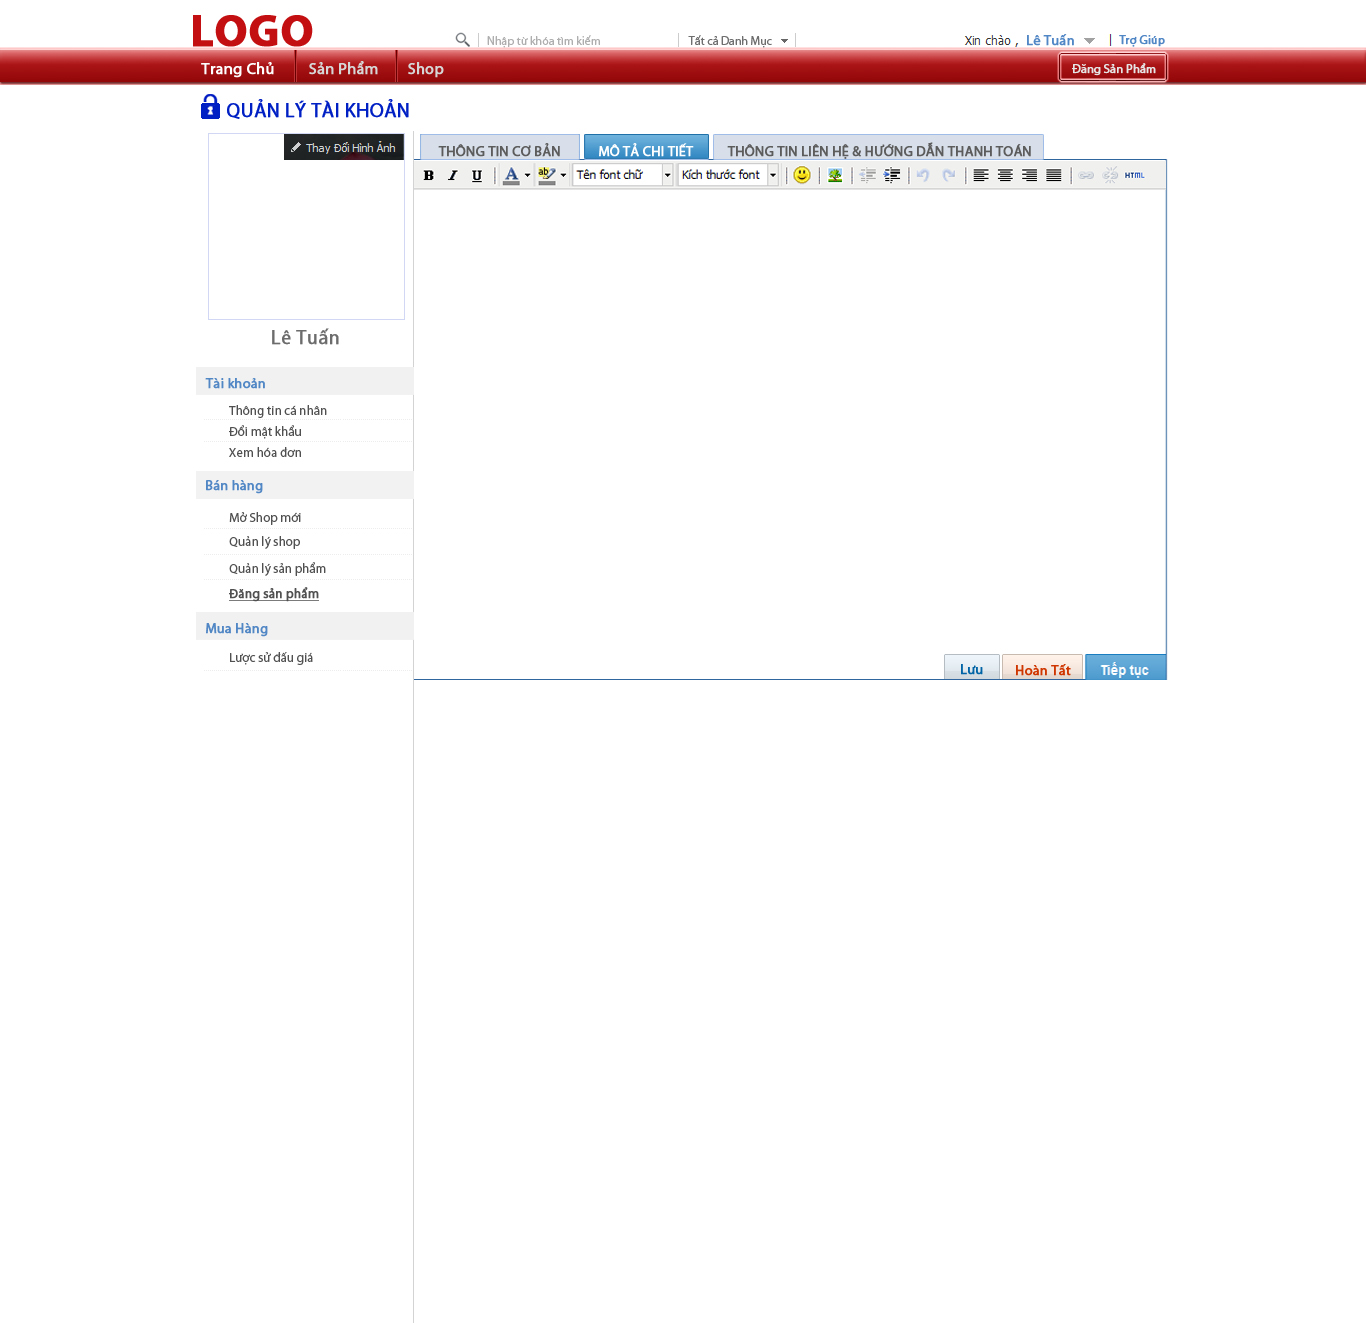 LOGO
Nhập từ khóa tìm kiếm
Tất cả Danh Mục
Xin chào , Lê Tuấn
Trợ Giúp
Trang Chủ
Sản Phẩm
Shop
Đăng Sản Phẩm
QUẢN LÝ TÀI KHOẢN
Thay Đổi Hình Ảnh
THÔNG TIN CƠ BẢN
MÔ TẢ CHI TIẾT
THÔNG TIN LIÊN HỆ & HƯỚNG DẪN THANH TOÁN
B I U A ab Tên font chữ Kích thước font HTML
Lê Tuấn
Tài khoản
Thông tin cá nhân
Đổi mật khẩu
Xem hóa đơn
Bán hàng
Mở Shop mới
Quản lý shop
Quản lý sản phẩm
Đăng sản phẩm
Mua Hàng
Lược sử đấu giá
Lưu
Hoàn Tất
Tiếp tục